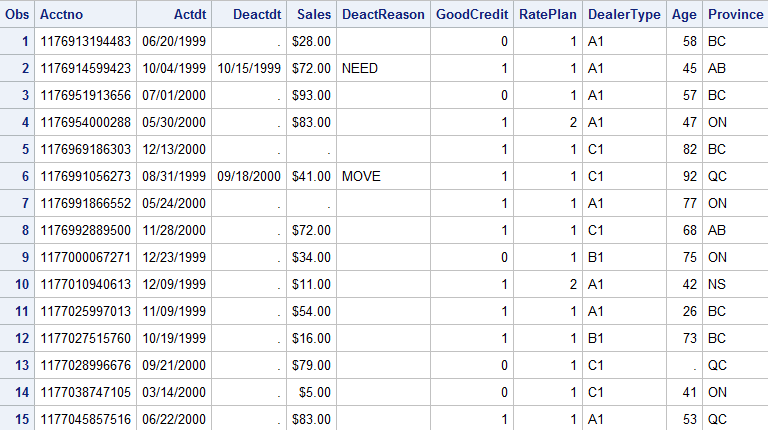 Obs Acctno Actdt Deactdt Sales DeactReason GoodCredit RatePlan DealerType Age Province
1 1176913194483 06/20/1999 . $28.00 0 1 A1 58 BC
2 1176914599423 10/04/1999 10/15/1999 $72.00 NEED 1 1 A1 45 AB
3 1176951913656 07/01/2000 . $93.00 0 1 A1 57 BC
4 1176954000288 05/30/2000 . $83.00 1 2 A1 47 ON
5 1176969186303 12/13/2000 . . 1 1 C1 82 BC
6 1176991056273 08/31/1999 09/18/2000 $41.00 MOVE 1 1 C1 92 QC
7 1176991866552 05/24/2000 . . 1 1 A1 77 ON
8 1176992889500 11/28/2000 . $72.00 1 1 C1 68 AB
9 1177000067271 12/23/1999 . $34.00 0 1 B1 75 ON
10 1177010940613 12/09/1999 . $11.00 1 2 A1 42 NS
11 1177025997013 11/09/1999 . $54.00 1 1 A1 26 BC
12 1177027515760 10/19/1999 . $16.00 1 1 B1 73 BC
13 1177028996676 09/21/2000 . $79.00 0 1 C1 . QC
14 1177038747105 03/14/2000 . $5.00 0 1 C1 41 ON
15 1177045857516 06/22/2000 . $83.00 1 1 A1 53 QC